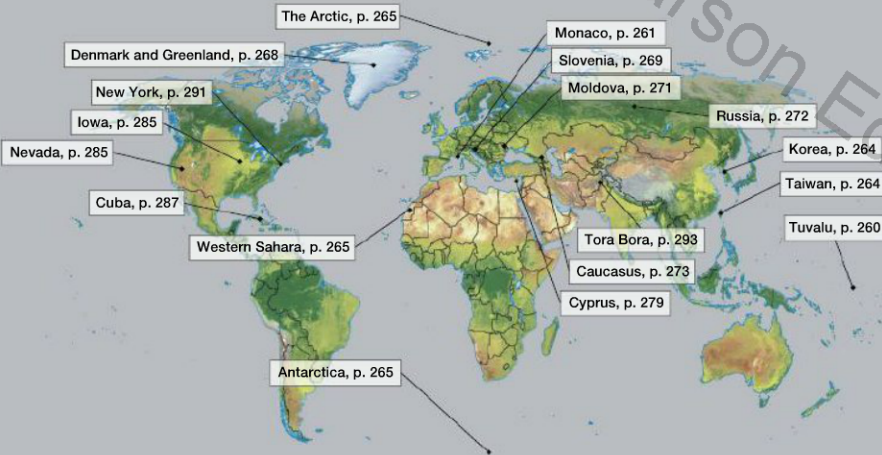 The Arctic, p. 265
Monaco, p. 261
Denmark and Greenland, p. 268
Slovenia, p. 269
New York, p. 291
Moldova, p. 271
Iowa, p. 285
Russia, p. 272
Nevada, p. 285
Korea, p. 264
Cuba, p. 287
Taiwan, p. 264
Western Sahara, p. 265
Tora Bora, p. 293
Tuvalu, p. 260
Caucasus, p. 273
Cyprus, p. 279
Antarctica, p. 265